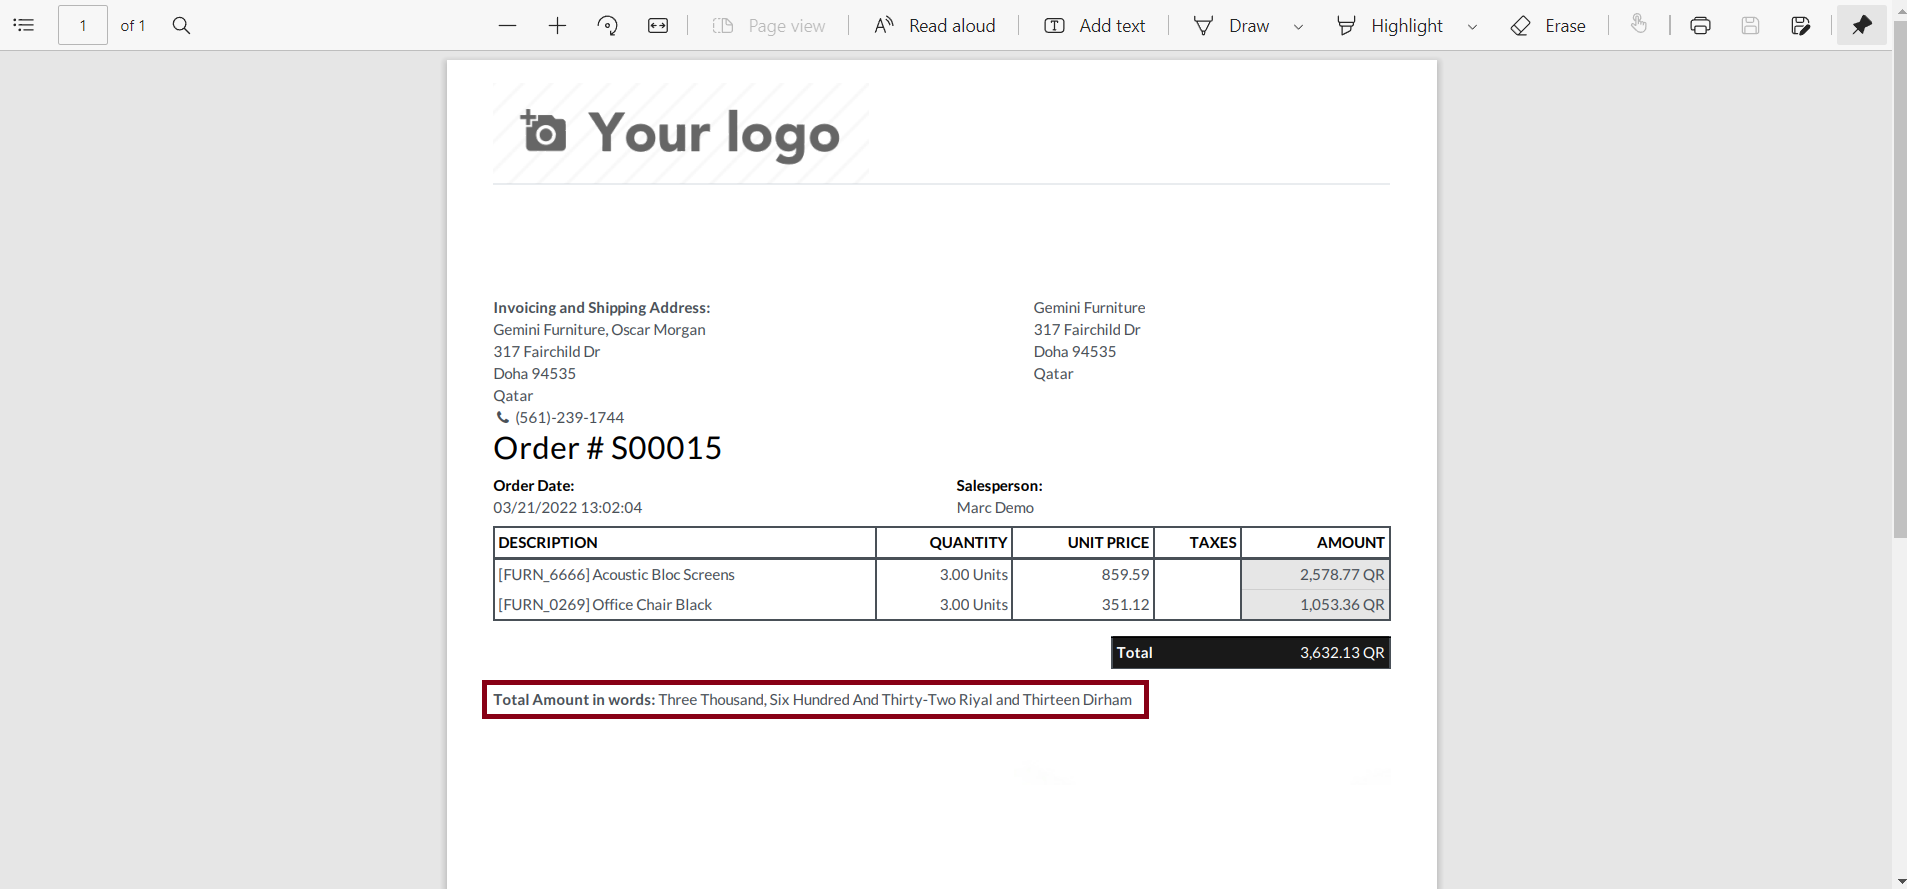 1 of 1 Page view Read aloud Add text Draw Highlight Erase
Your logo
Invoicing and Shipping Address:
Gemini Furniture, Oscar Morgan
317 Fairchild Dr
Doha 94535
Qatar
(561)-239-1744
Gemini Furniture
317 Fairchild Dr
Doha 94535
Qatar
Order # S00015
Order Date:
03/21/2022 13:02:04
Salesperson:
Marc Demo
DESCRIPTION QUANTITY UNIT PRICE TAXES AMOUNT
[FURN_6666] Acoustic Bloc Screens 3.00 Units 859.59 2,578.77 QR
[FURN_0269] Office Chair Black 3.00 Units 351.12 1,053.36 QR
Total 3,632.13 QR
Total Amount in words: Three Thousand, Six Hundred And Thirty-Two Riyal and Thirteen Dirham